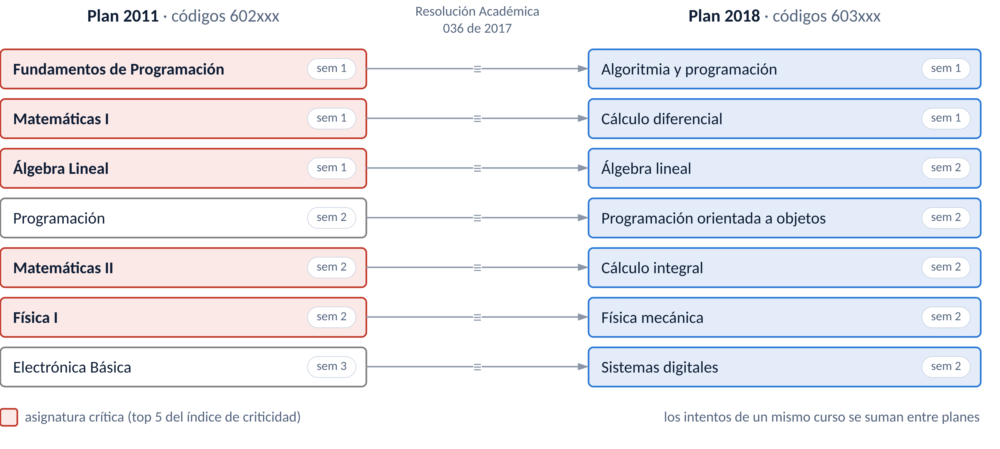 Plan 2011 · códigos 602xxx
Resolución Académica
036 de 2017
Plan 2018 · códigos 603xxx
Fundamentos de Programación sem 1 ≡ Algoritmia y programación sem 1
Matemáticas I sem 1 ≡ Cálculo diferencial sem 1
Álgebra Lineal sem 1 ≡ Álgebra lineal sem 2
Programación sem 2 ≡ Programación orientada a objetos sem 2
Matemáticas II sem 2 ≡ Cálculo integral sem 2
Física I sem 2 ≡ Física mecánica sem 2
Electrónica Básica sem 3 ≡ Sistemas digitales sem 2
asignatura crítica (top 5 del índice de criticidad)
los intentos de un mismo curso se suman entre planes